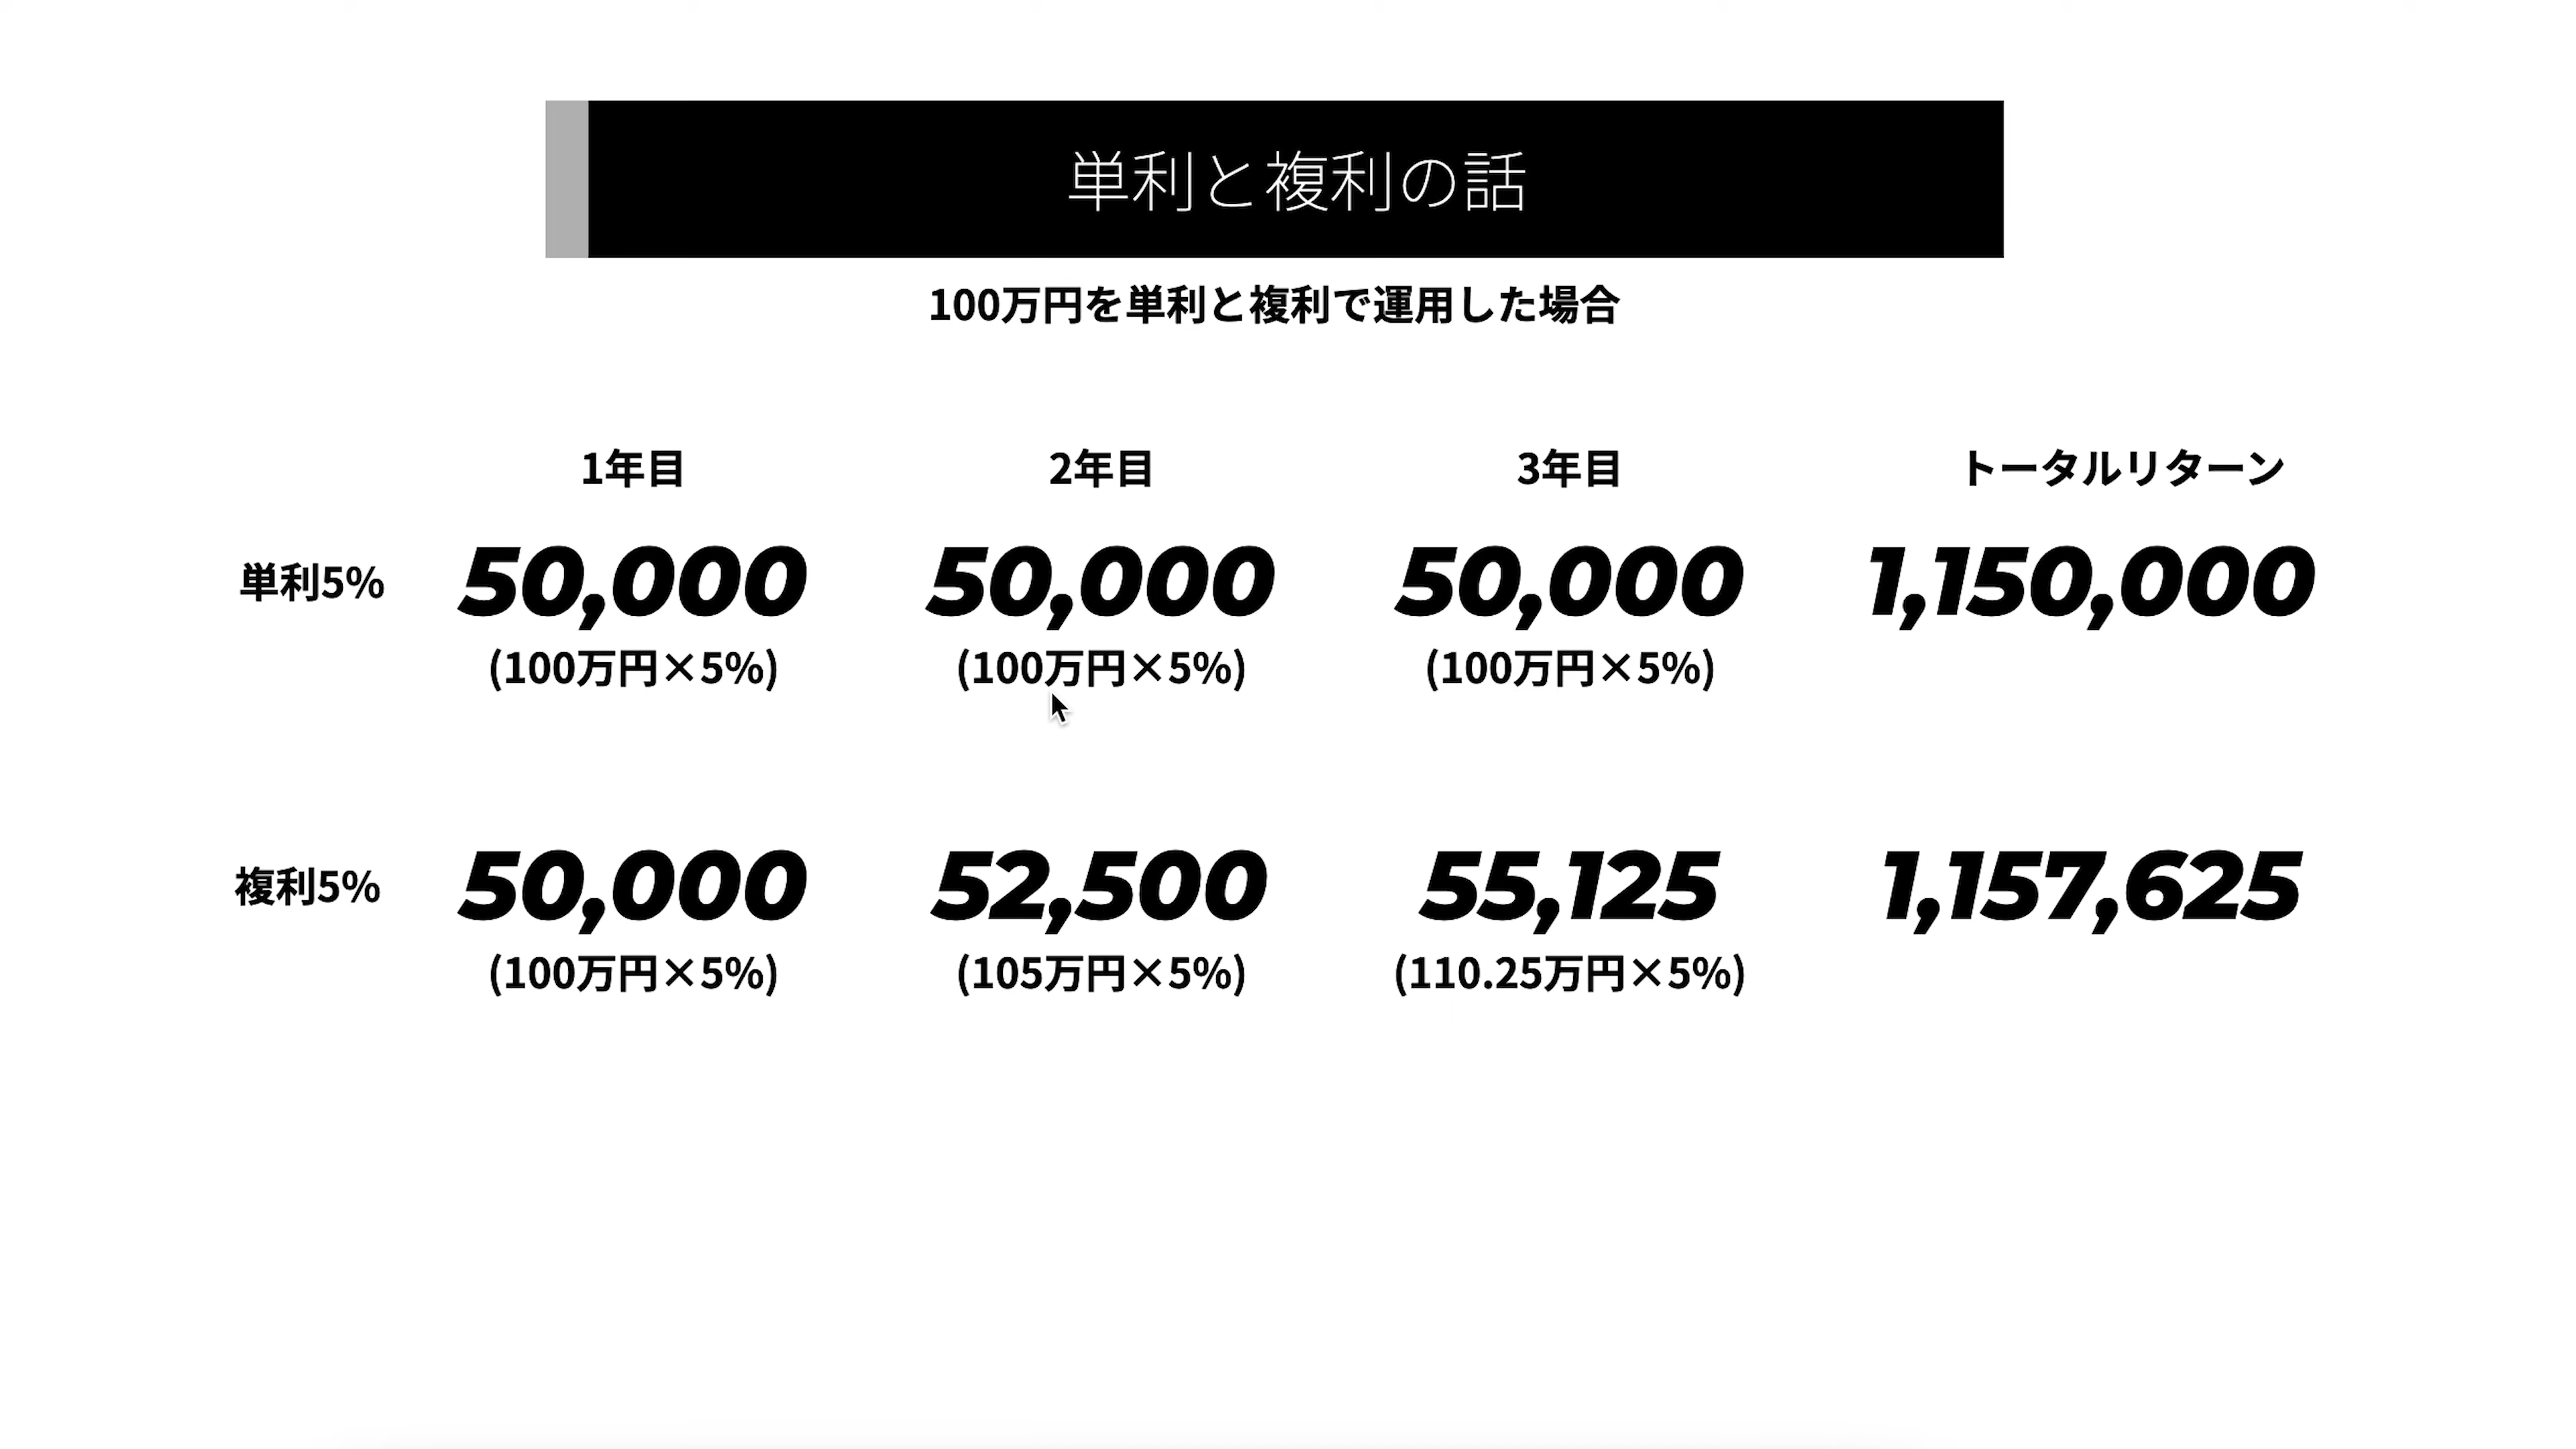 単利と複利の話
100万円を単利と複利で運用した場合
1年目 2年目 3年目 トータルリターン
単利5% 50,000 50,000 50,000 1,150,000
(100万円×5%) (100万円×5%) (100万円×5%)
複利5% 50,000 52,500 55,125 1,157,625
(100万円×5%) (105万円×5%) (110.25万円×5%)